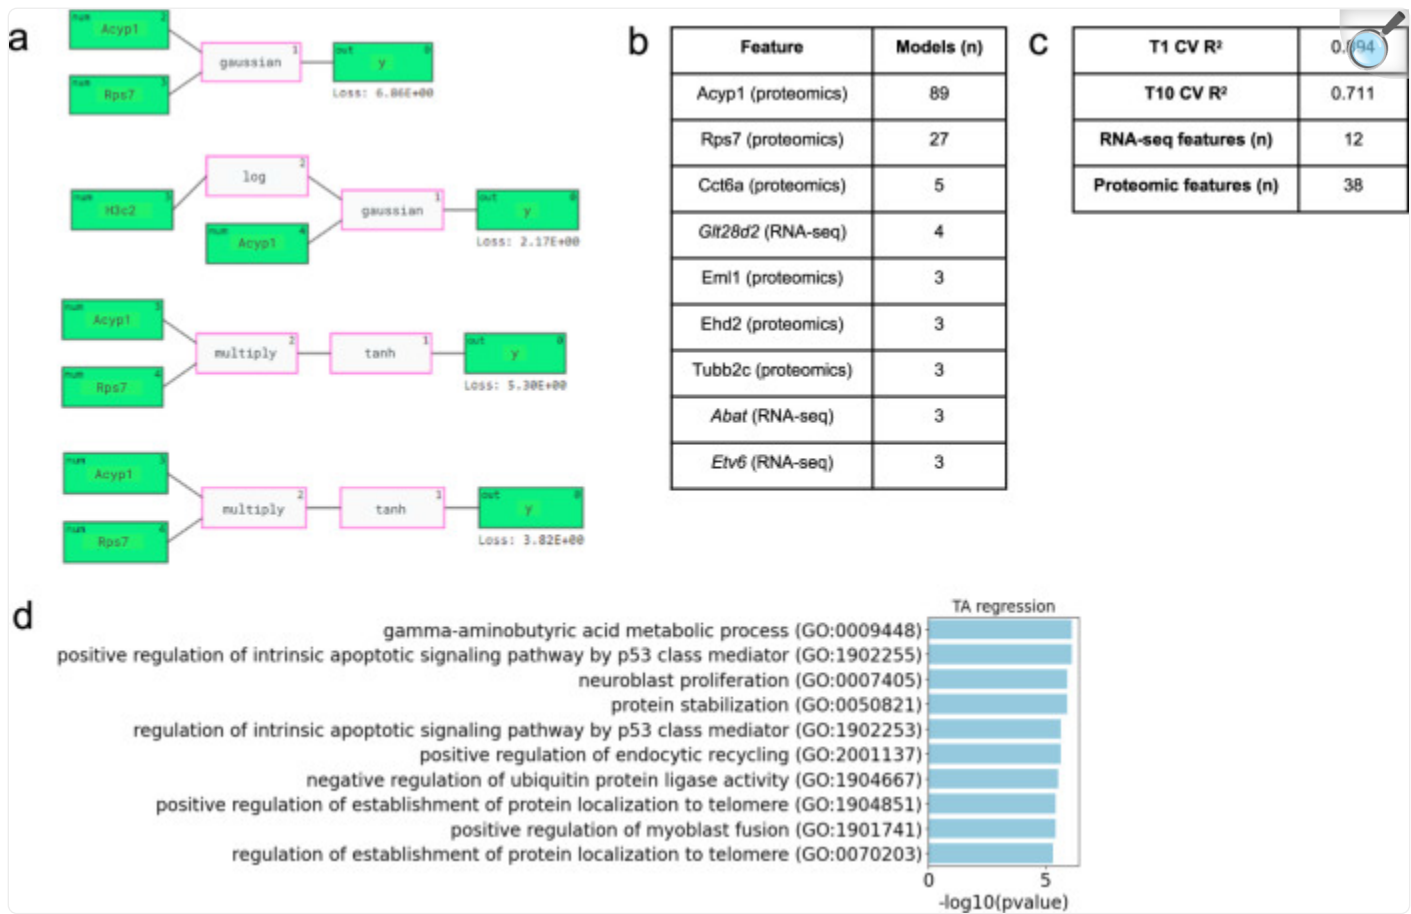 a
num 2
Acyp1
num 3
Rps7
gaussian 1
out 0
y
Loss: 6.86E+00
num 3
H3c2
log 2
num 4
Acyp1
gaussian 1
out 0
y
Loss: 2.17E+00
num 3
Acyp1
num 4
Rps7
multiply 2
tanh 1
out 0
y
Loss: 5.30E+00
num 3
Acyp1
num
Rps7
multiply 2
tanh 1
out 0
y
Loss: 3.82E+00
b
Feature Models (n)
Acyp1 (proteomics) 89
Rps7 (proteomics) 27
Cct6a (proteomics) 5
Glt28d2 (RNA-seq) 4
Eml1 (proteomics) 3
Ehd2 (proteomics) 3
Tubb2c (proteomics) 3
Abat (RNA-seq) 3
Etv6 (RNA-seq) 3
c
T1 CV R²
T10 CV R² 0.711
RNA-seq features (n) 12
Proteomic features (n) 38
d
TA regression
gamma-aminobutyric acid metabolic process (GO:0009448)
positive regulation of intrinsic apoptotic signaling pathway by p53 class mediator (GO:1902255)
neuroblast proliferation (GO:0007405)
protein stabilization (GO:0050821)
regulation of intrinsic apoptotic signaling pathway by p53 class mediator (GO:1902253)
positive regulation of endocytic recycling (GO:2001137)
negative regulation of ubiquitin protein ligase activity (GO:1904667)
positive regulation of establishment of protein localization to telomere (GO:1904851)
positive regulation of myoblast fusion (GO:1901741)
regulation of establishment of protein localization to telomere (GO:0070203)
0 5
-log10(pvalue)